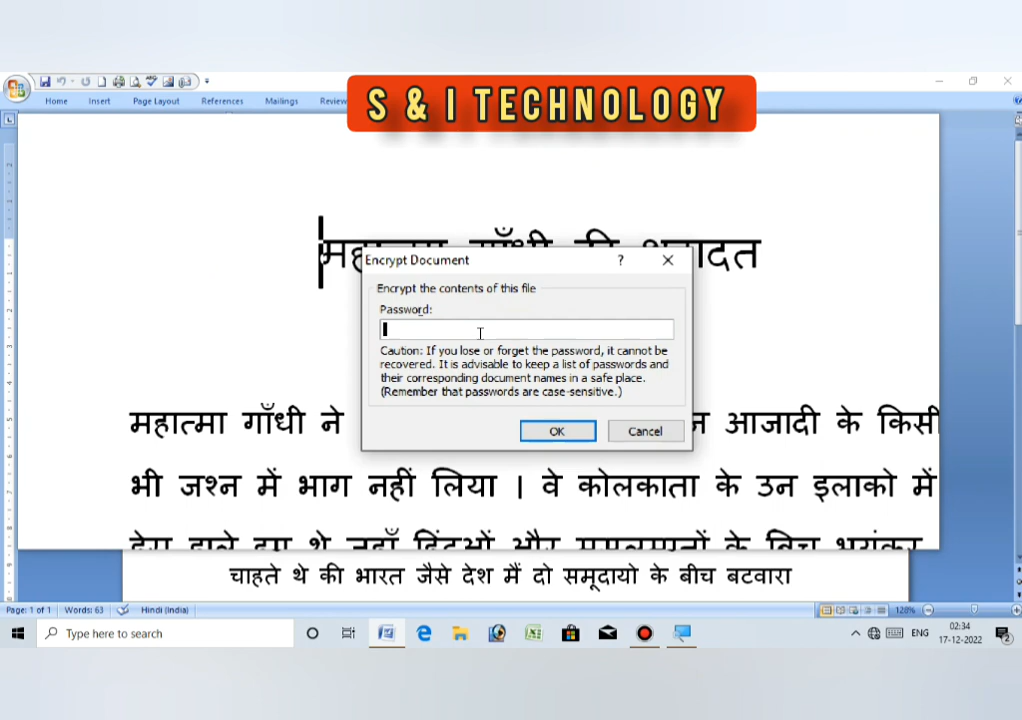 S & I TECHNOLOGY
Home Insert Page Layout References Mailings Review
की
Encrypt Document ?
Encrypt the contents of this file
Password:
Caution: If you lose or forget the password, it cannot be
recovered. It is advisable to keep a list of passwords and
their corresponding document names in a safe place.
(Remember that passwords are case-sensitive.)
OK Cancel
महात्मा गाँधी ने आजादी के किसी
भी जश्न में भाग नहीं लिया । वे कोलकाता के उन इलाको में
चाहते थे की भारत जैसे देश मैं दो समूदायो के बीच बटवारा
Page: 1 of 1 Words: 63 Hindi (India) 128%
Type here to search ENG 02:34
17-12-2022 2